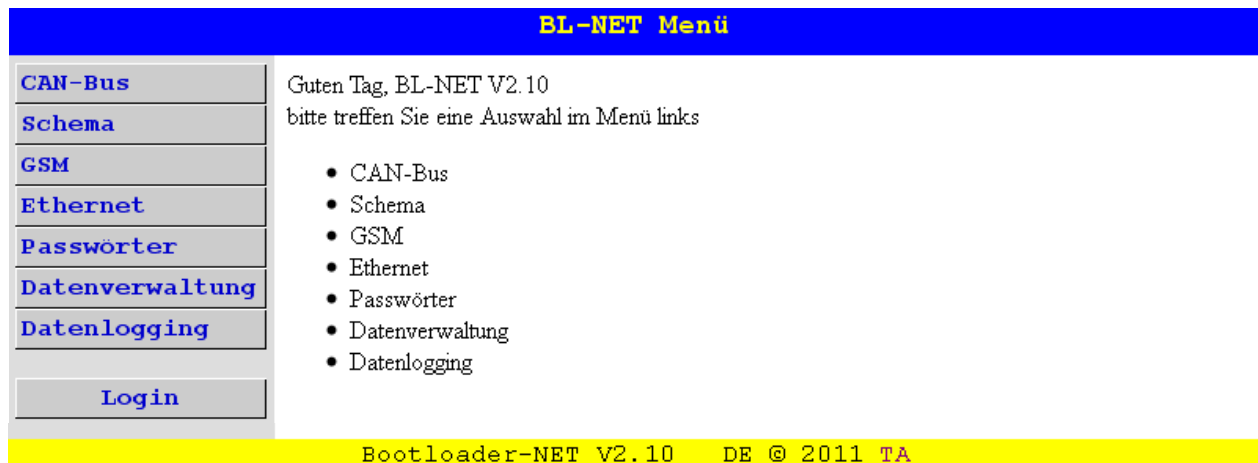 BL-NET Menü
CAN-Bus
Schema
GSM
Ethernet
Passwörter
Datenverwaltung
Datenlogging
Login
Guten Tag, BL-NET V2.10
bitte treffen Sie eine Auswahl im Menü links
CAN-Bus
Schema
GSM
Ethernet
Passwörter
Datenverwaltung
Datenlogging
Bootloader-NET V2.10 DE © 2011 TA